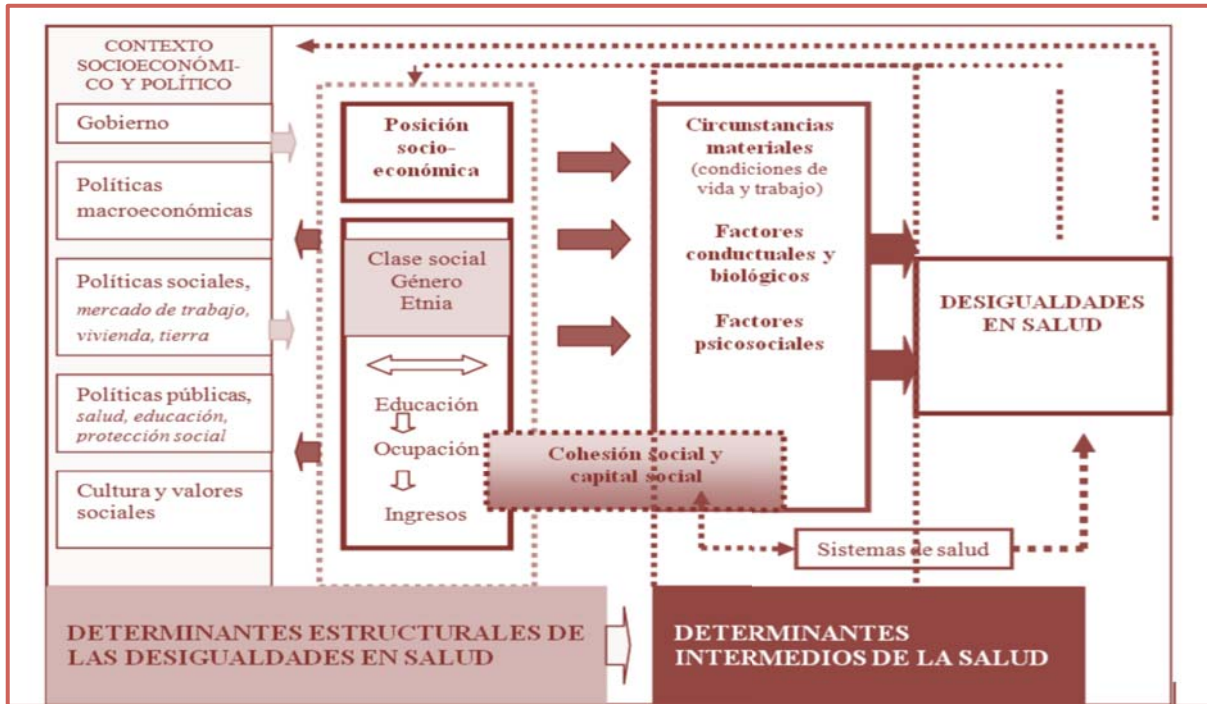 CONTEXTO
SOCIOECONÓMI-
CO Y POLÍTICO
Gobierno
Políticas
macroeconómicas
Políticas sociales,
mercado de trabajo,
vivienda, tierra
Políticas públicas,
salud, educación,
protección social
Cultura y valores
sociales
Posición
socio-
económica
Clase social
Género
Etnia
Educación
Ocupación
Ingresos
Cohesión social y
capital social
Circunstancias
materiales
(condiciones de
vida y trabajo)
Factores
conductuales y
biológicos
Factores
psicosociales
Sistemas de salud
DESIGUALDADES
EN SALUD
DETERMINANTES ESTRUCTURALES DE
LAS DESIGUALDADES EN SALUD
DETERMINANTES
INTERMEDIOS DE LA SALUD